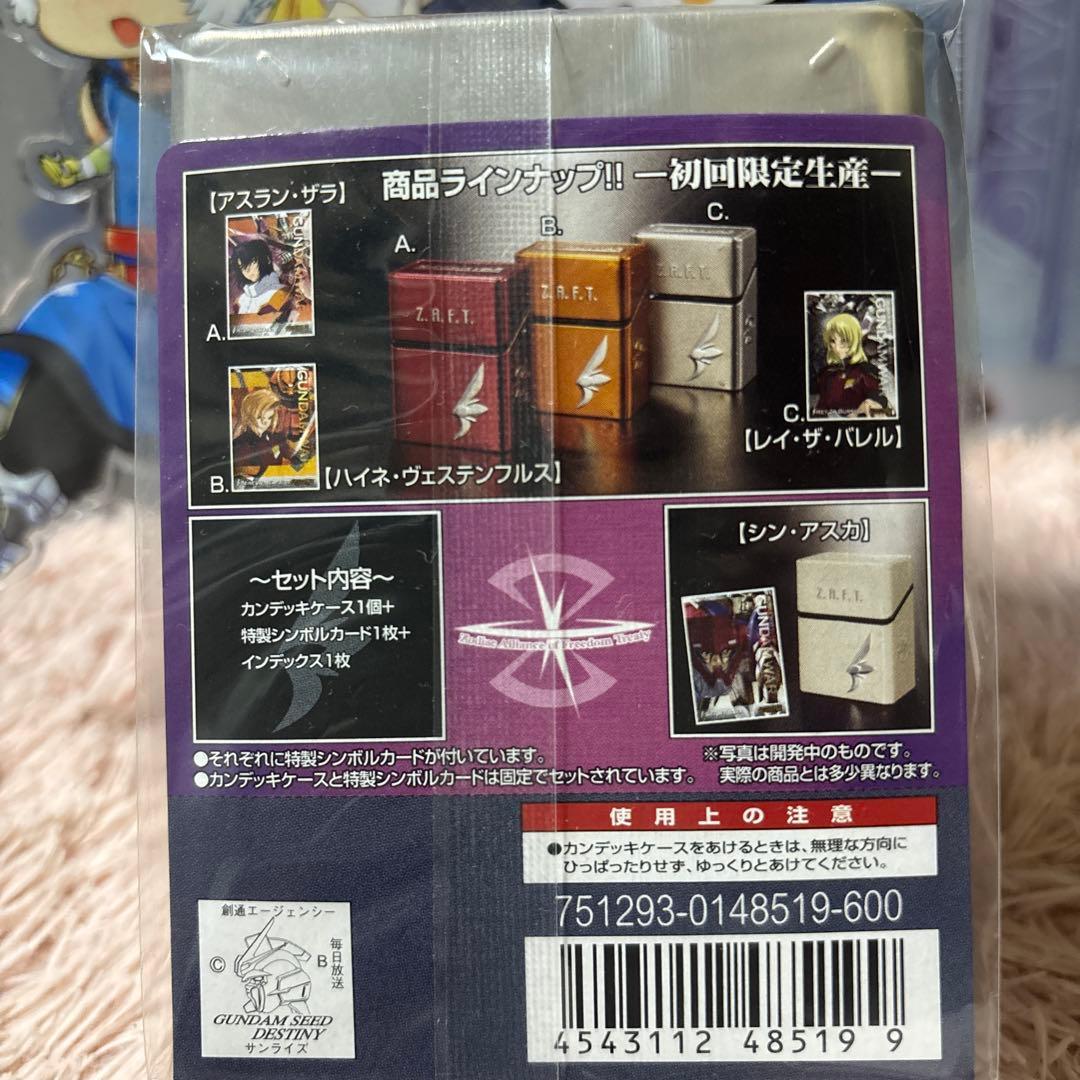 商品ラインナップ!! ー初回限定生産ー
【アスラン・ザラ】
A.
B.
C.
A.
GUNDAM WAR
Z.A.F.T.
Z.A.F.T.
Z.A.F.T.
GUNDAM WAR
B.
GUNDAM WAR
【ハイネ・ヴェステンフルス】
C.
【レイ・ザ・バレル】
～セット内容～
カンデッキケース1個+
特製シンボルカード1枚+
インデックス1枚
Zodiac Alliance of Freedom Treaty
【シン・アスカ】
GUNDAM WAR
Z.A.F.T.
●それぞれに特製シンボルカードが付いています。
●カンデッキケースと特製シンボルカードは固定でセットされています。
※写真は開発中のものです。
実際の商品とは多少異なります。
使用上の注意
●カンデッキケースをあけるときは、無理な方向に
ひっぱったりせず、ゆっくりとあけてください。
751293-0148519-600
4543112 48519 9
創通エージェンシー
© B 毎日放送
GUNDAM SEED
DESTINY
サンライズ